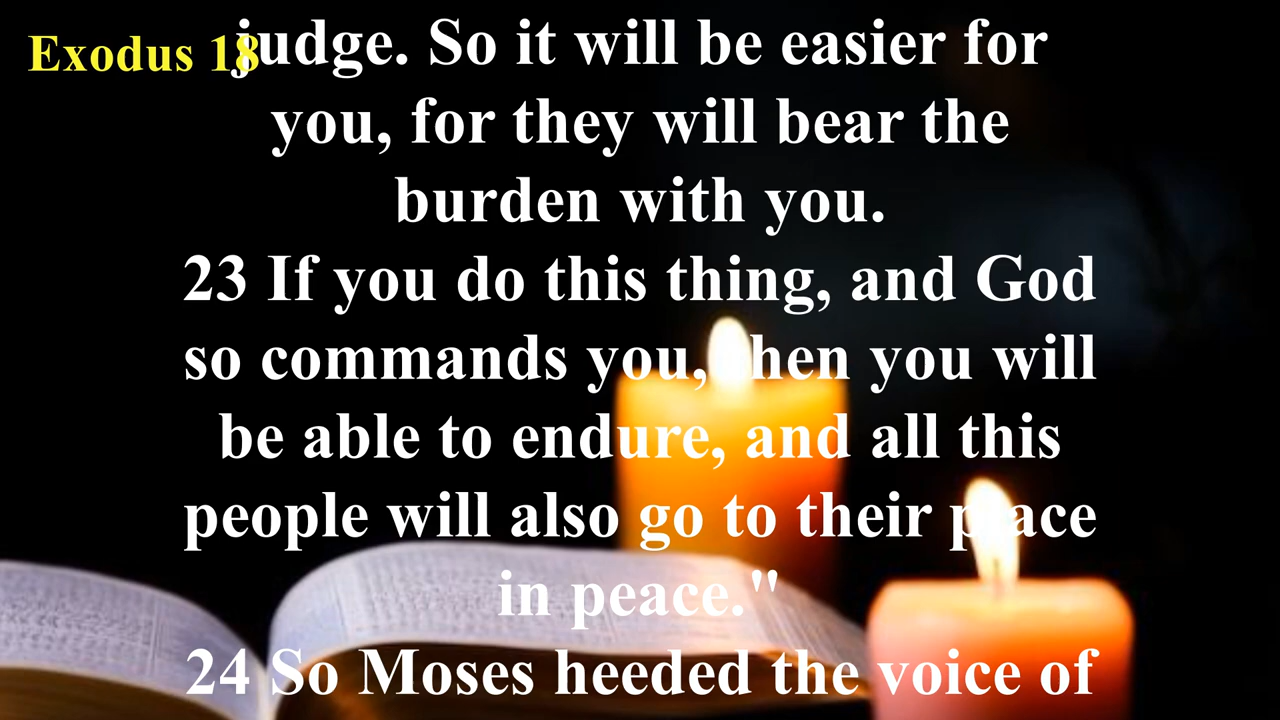 Exodus 18
judge. So it will be easier for
you, for they will bear the
burden with you.
23 If you do this thing, and God
so commands you, then you will
be able to endure, and all this
people will also go to their place
in peace."
24 So Moses heeded the voice of